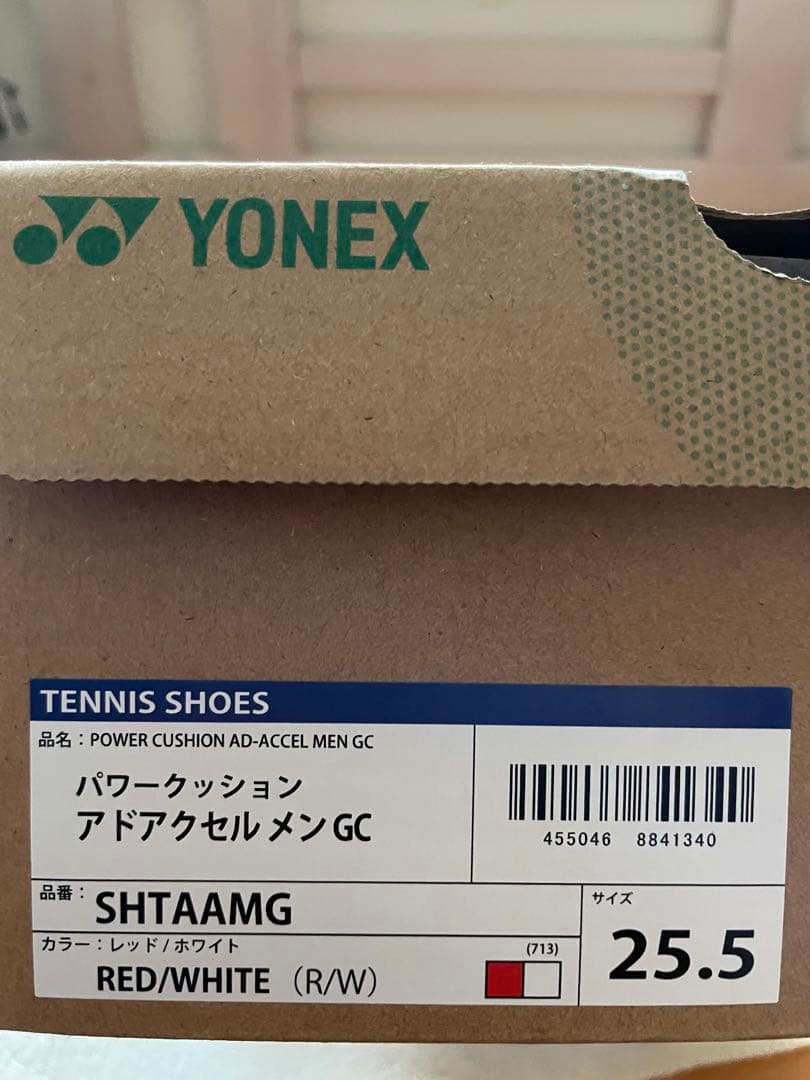 YONEX
TENNIS SHOES
品名：POWER CUSHION AD-ACCEL MEN GC
パワークッション
アドアクセル メン GC
455046 8841340
品番：
SHTAAMG
カラー：レッド / ホワイト
(713)
RED/WHITE（R/W）
サイズ
25.5